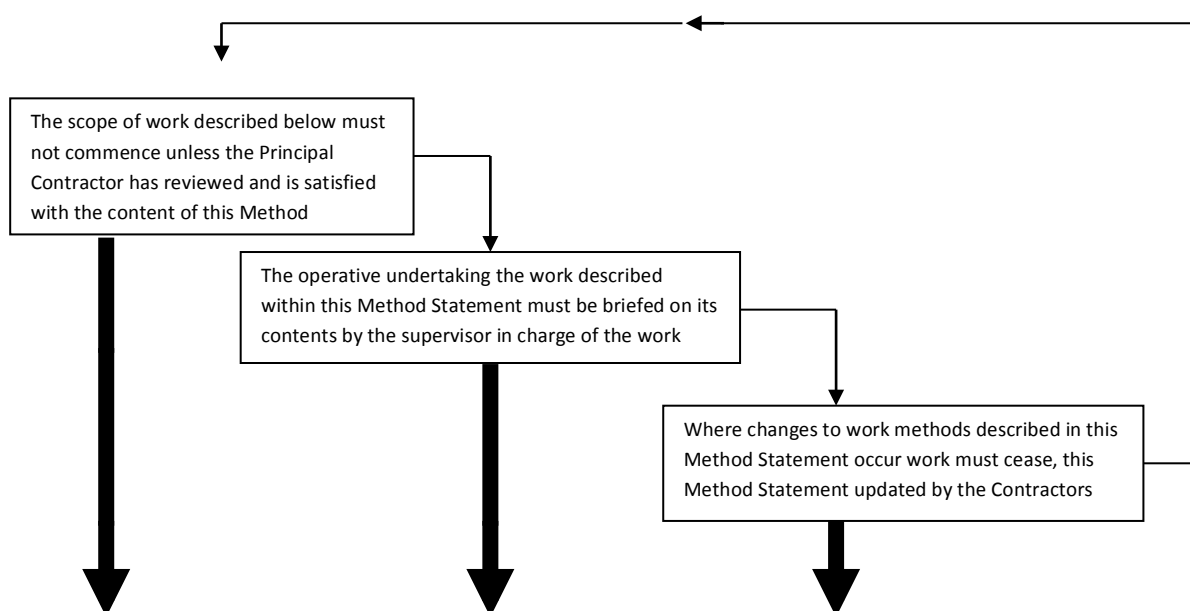 The scope of work described below must
not commence unless the Principal
Contractor has reviewed and is satisfied
with the content of this Method
The operative undertaking the work described
within this Method Statement must be briefed on its
contents by the supervisor in charge of the work
Where changes to work methods described in this
Method Statement occur work must cease, this
Method Statement updated by the Contractors